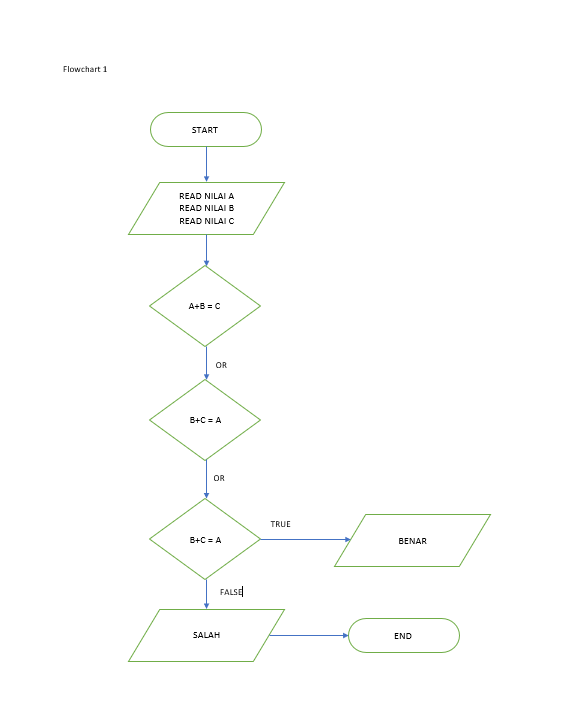 Flowchart 1
START
READ NILAI A
READ NILAI B
READ NILAI C
A+B = C
OR
B+C = A
OR
B+C = A
TRUE
BENAR
FALSE
SALAH
END